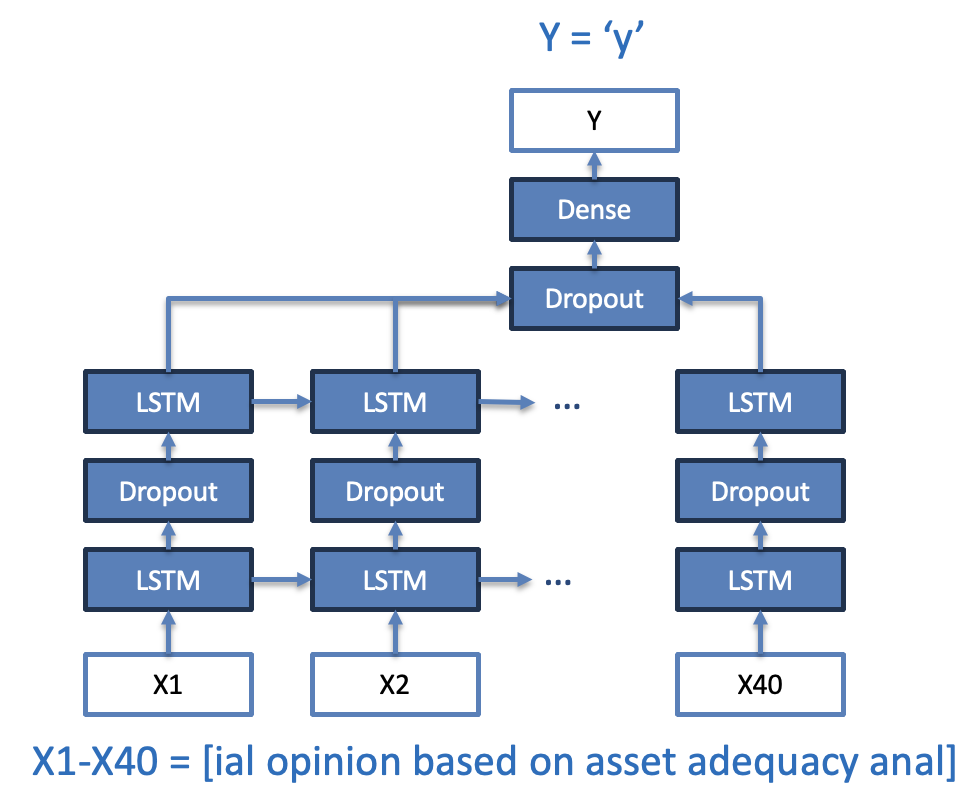 Y = ‘y’
Y
Dense
Dropout
LSTM LSTM ... LSTM
Dropout Dropout Dropout
LSTM LSTM ... LSTM
X1 X2 X40
X1-X40 = [ial opinion based on asset adequacy anal]